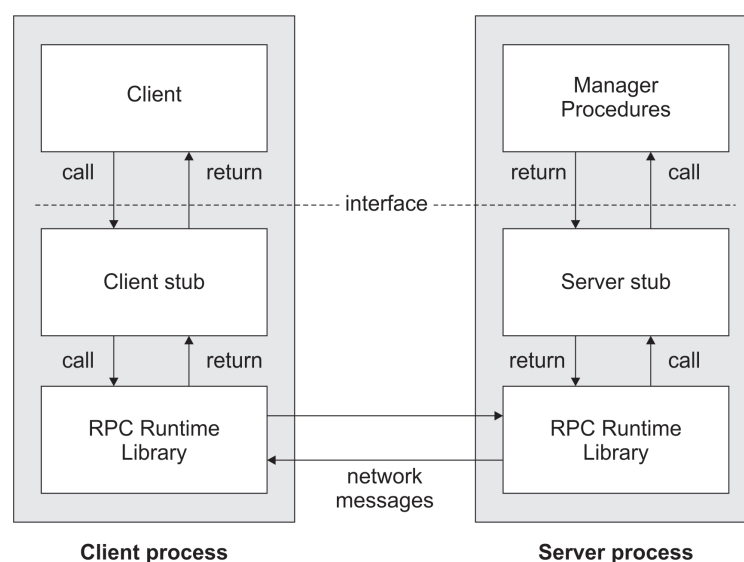 Client
Manager
Procedures
call
return
return
call
interface
Client stub
Server stub
call
return
return
call
RPC Runtime
Library
RPC Runtime
Library
network
messages
Client process
Server process